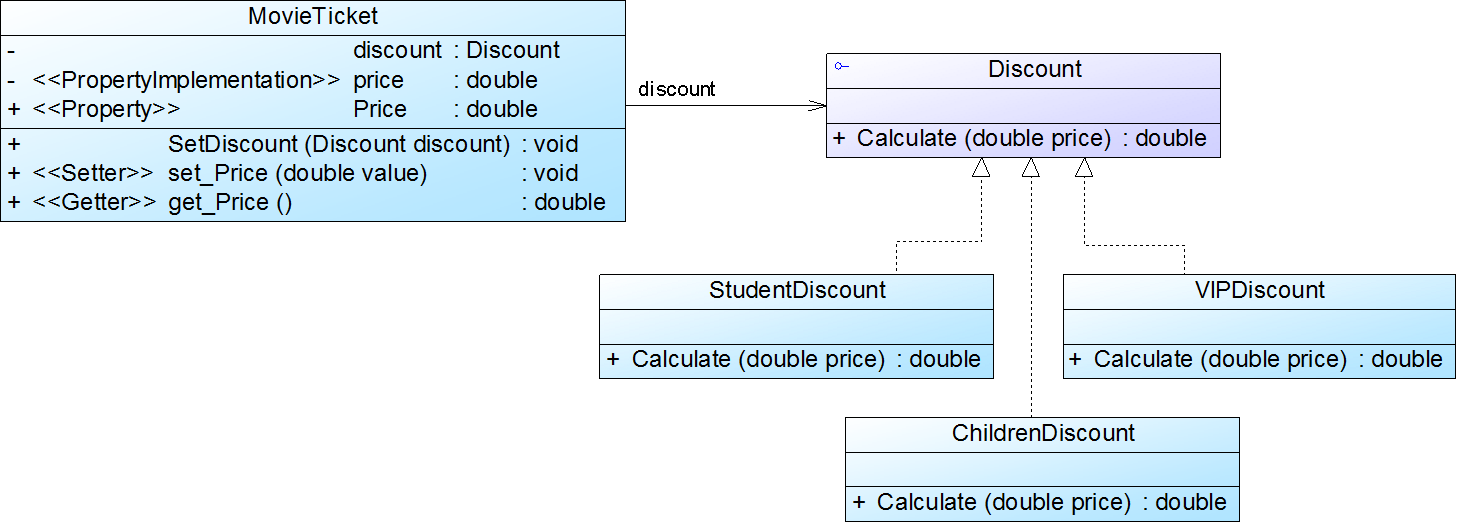 MovieTicket
- discount : Discount
- <<PropertyImplementation>> price : double
+ <<Property>> Price : double
+ SetDiscount (Discount discount) : void
+ <<Setter>> set_Price (double value) : void
+ <<Getter>> get_Price () : double
discount
Discount
+ Calculate (double price) : double
StudentDiscount
+ Calculate (double price) : double
VIPDiscount
+ Calculate (double price) : double
ChildrenDiscount
+ Calculate (double price) : double